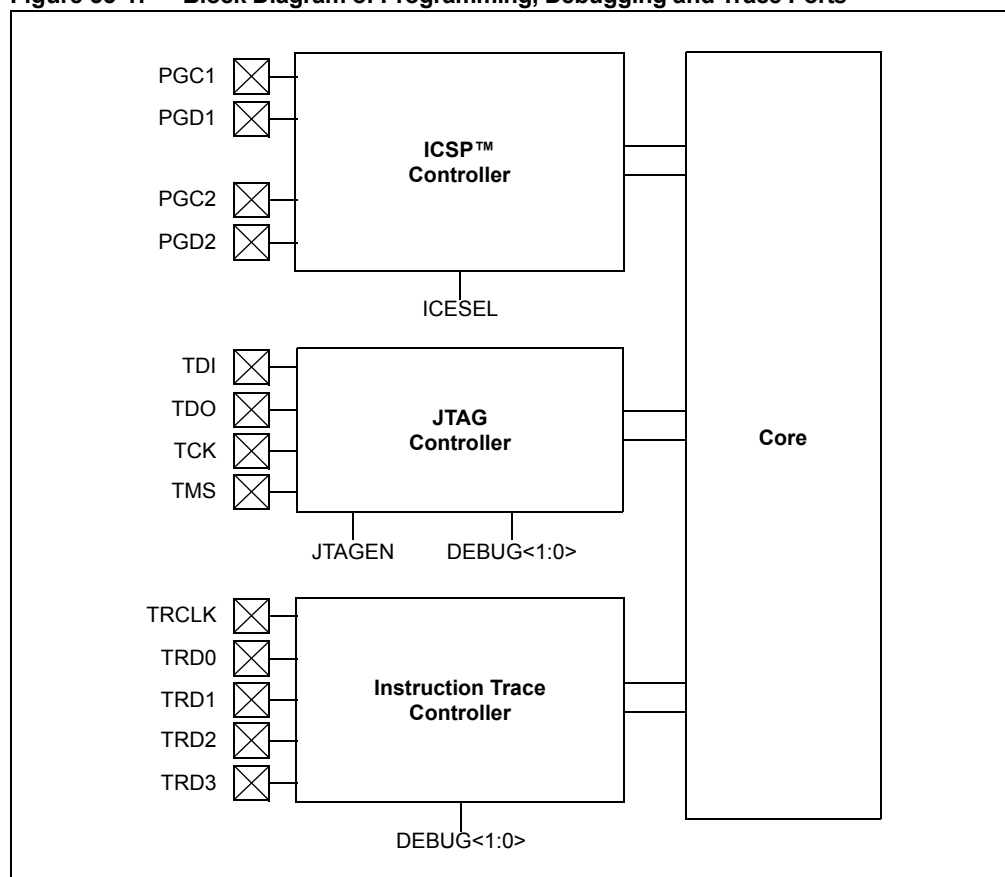 PGC1
PGD1
PGC2
PGD2
ICSP™
Controller
ICESEL
TDI
TDO
TCK
TMS
JTAG
Controller
JTAGEN
DEBUG<1:0>
TRCLK
TRD0
TRD1
TRD2
TRD3
Instruction Trace
Controller
DEBUG<1:0>
Core